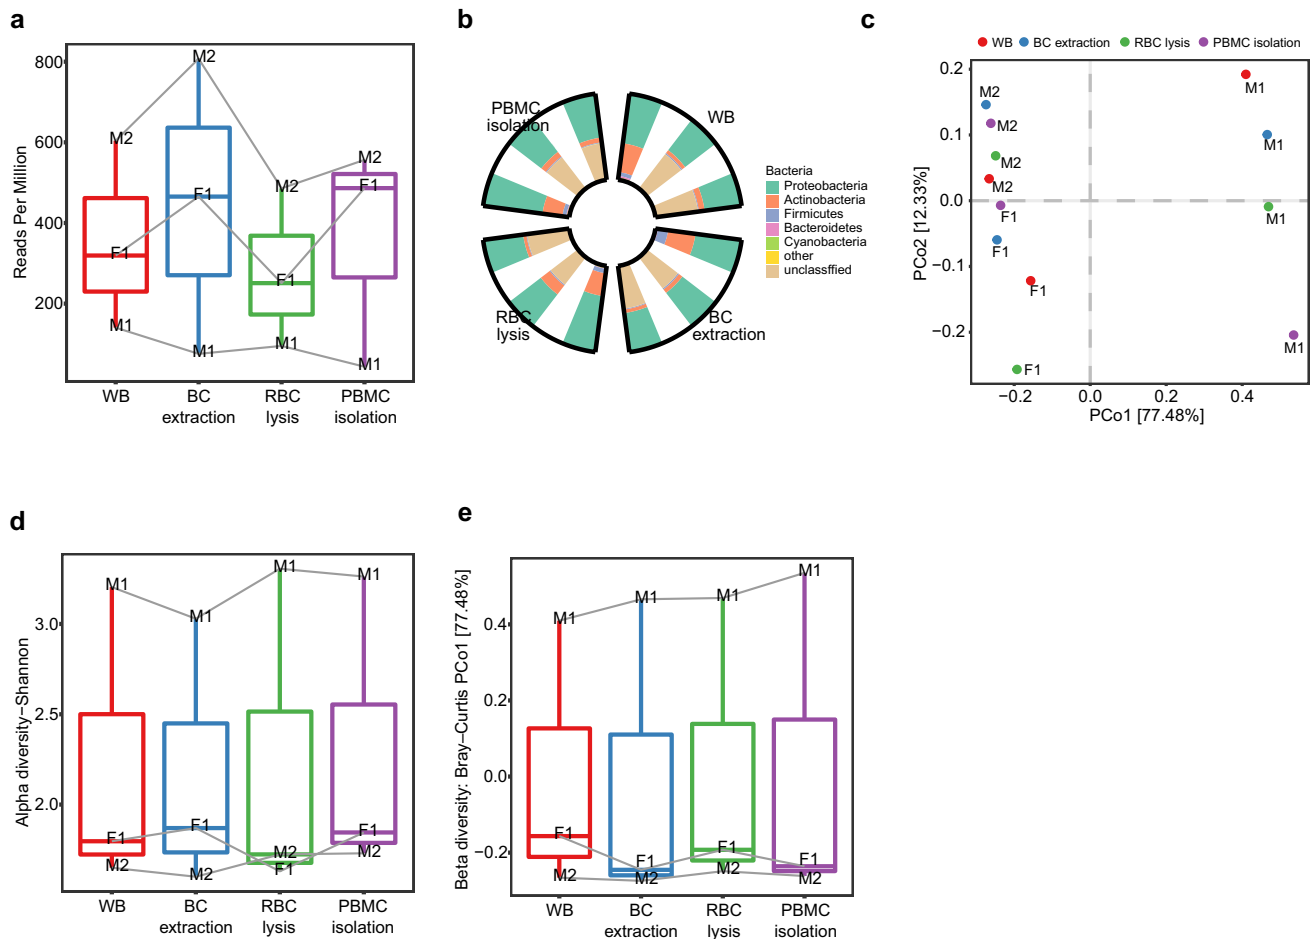 a
Reads Per Million
800
600
400
200
M2
M2
M2
M2
F1
F1
F1
F1
M1
M1
M1
M1
WB
BC
extraction
RBC
lysis
PBMC
isolation
b
PBMC
isolation
WB
RBC
lysis
BC
extraction
Bacteria
Proteobacteria
Actinobacteria
Firmicutes
Bacteroidetes
Cyanobacteria
other
unclassffied
c
WB
BC extraction
RBC lysis
PBMC isolation
PCo2 [12.33%]
0.2
0.1
0.0
−0.1
−0.2
M2
M2
M2
M2
F1
F1
F1
F1
M1
M1
M1
M1
−0.2
0.0
0.2
0.4
PCo1 [77.48%]
d
Alpha diversity−Shannon
3.0
2.5
2.0
M1
M1
M1
M1
F1
F1
F1
F1
M2
M2
M2
M2
WB
BC
extraction
RBC
lysis
PBMC
isolation
e
Beta diversity: Bray−Curtis PCo1 [77.48%]
0.4
0.2
0.0
−0.2
M1
M1
M1
M1
F1
F1
F1
F1
M2
M2
M2
M2
WB
BC
extraction
RBC
lysis
PBMC
isolation